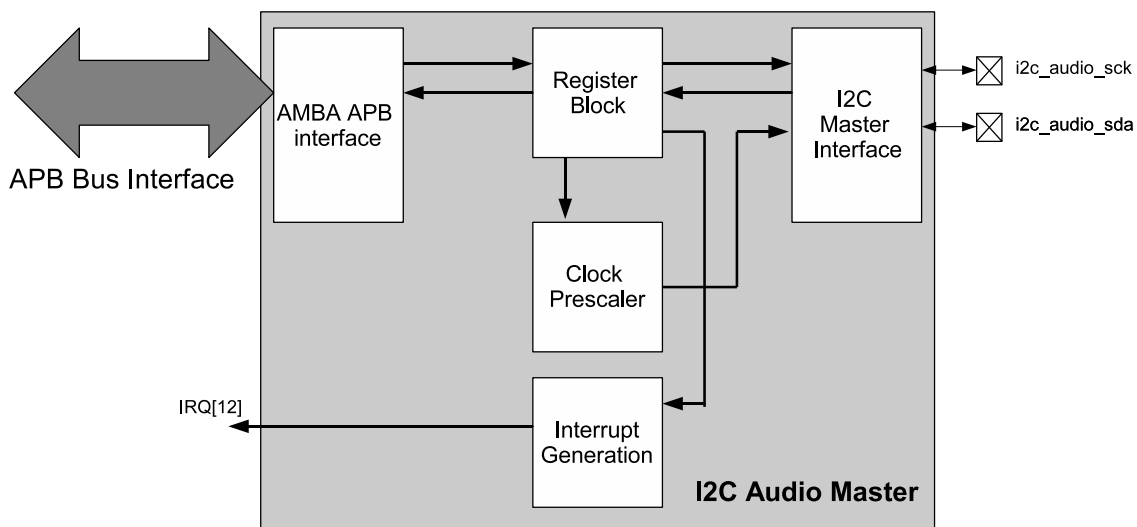 APB Bus Interface
AMBA APB
interface
Register
Block
I2C
Master
Interface
i2c_audio_sck
i2c_audio_sda
Clock
Prescaler
IRQ[12]
Interrupt
Generation
I2C Audio Master